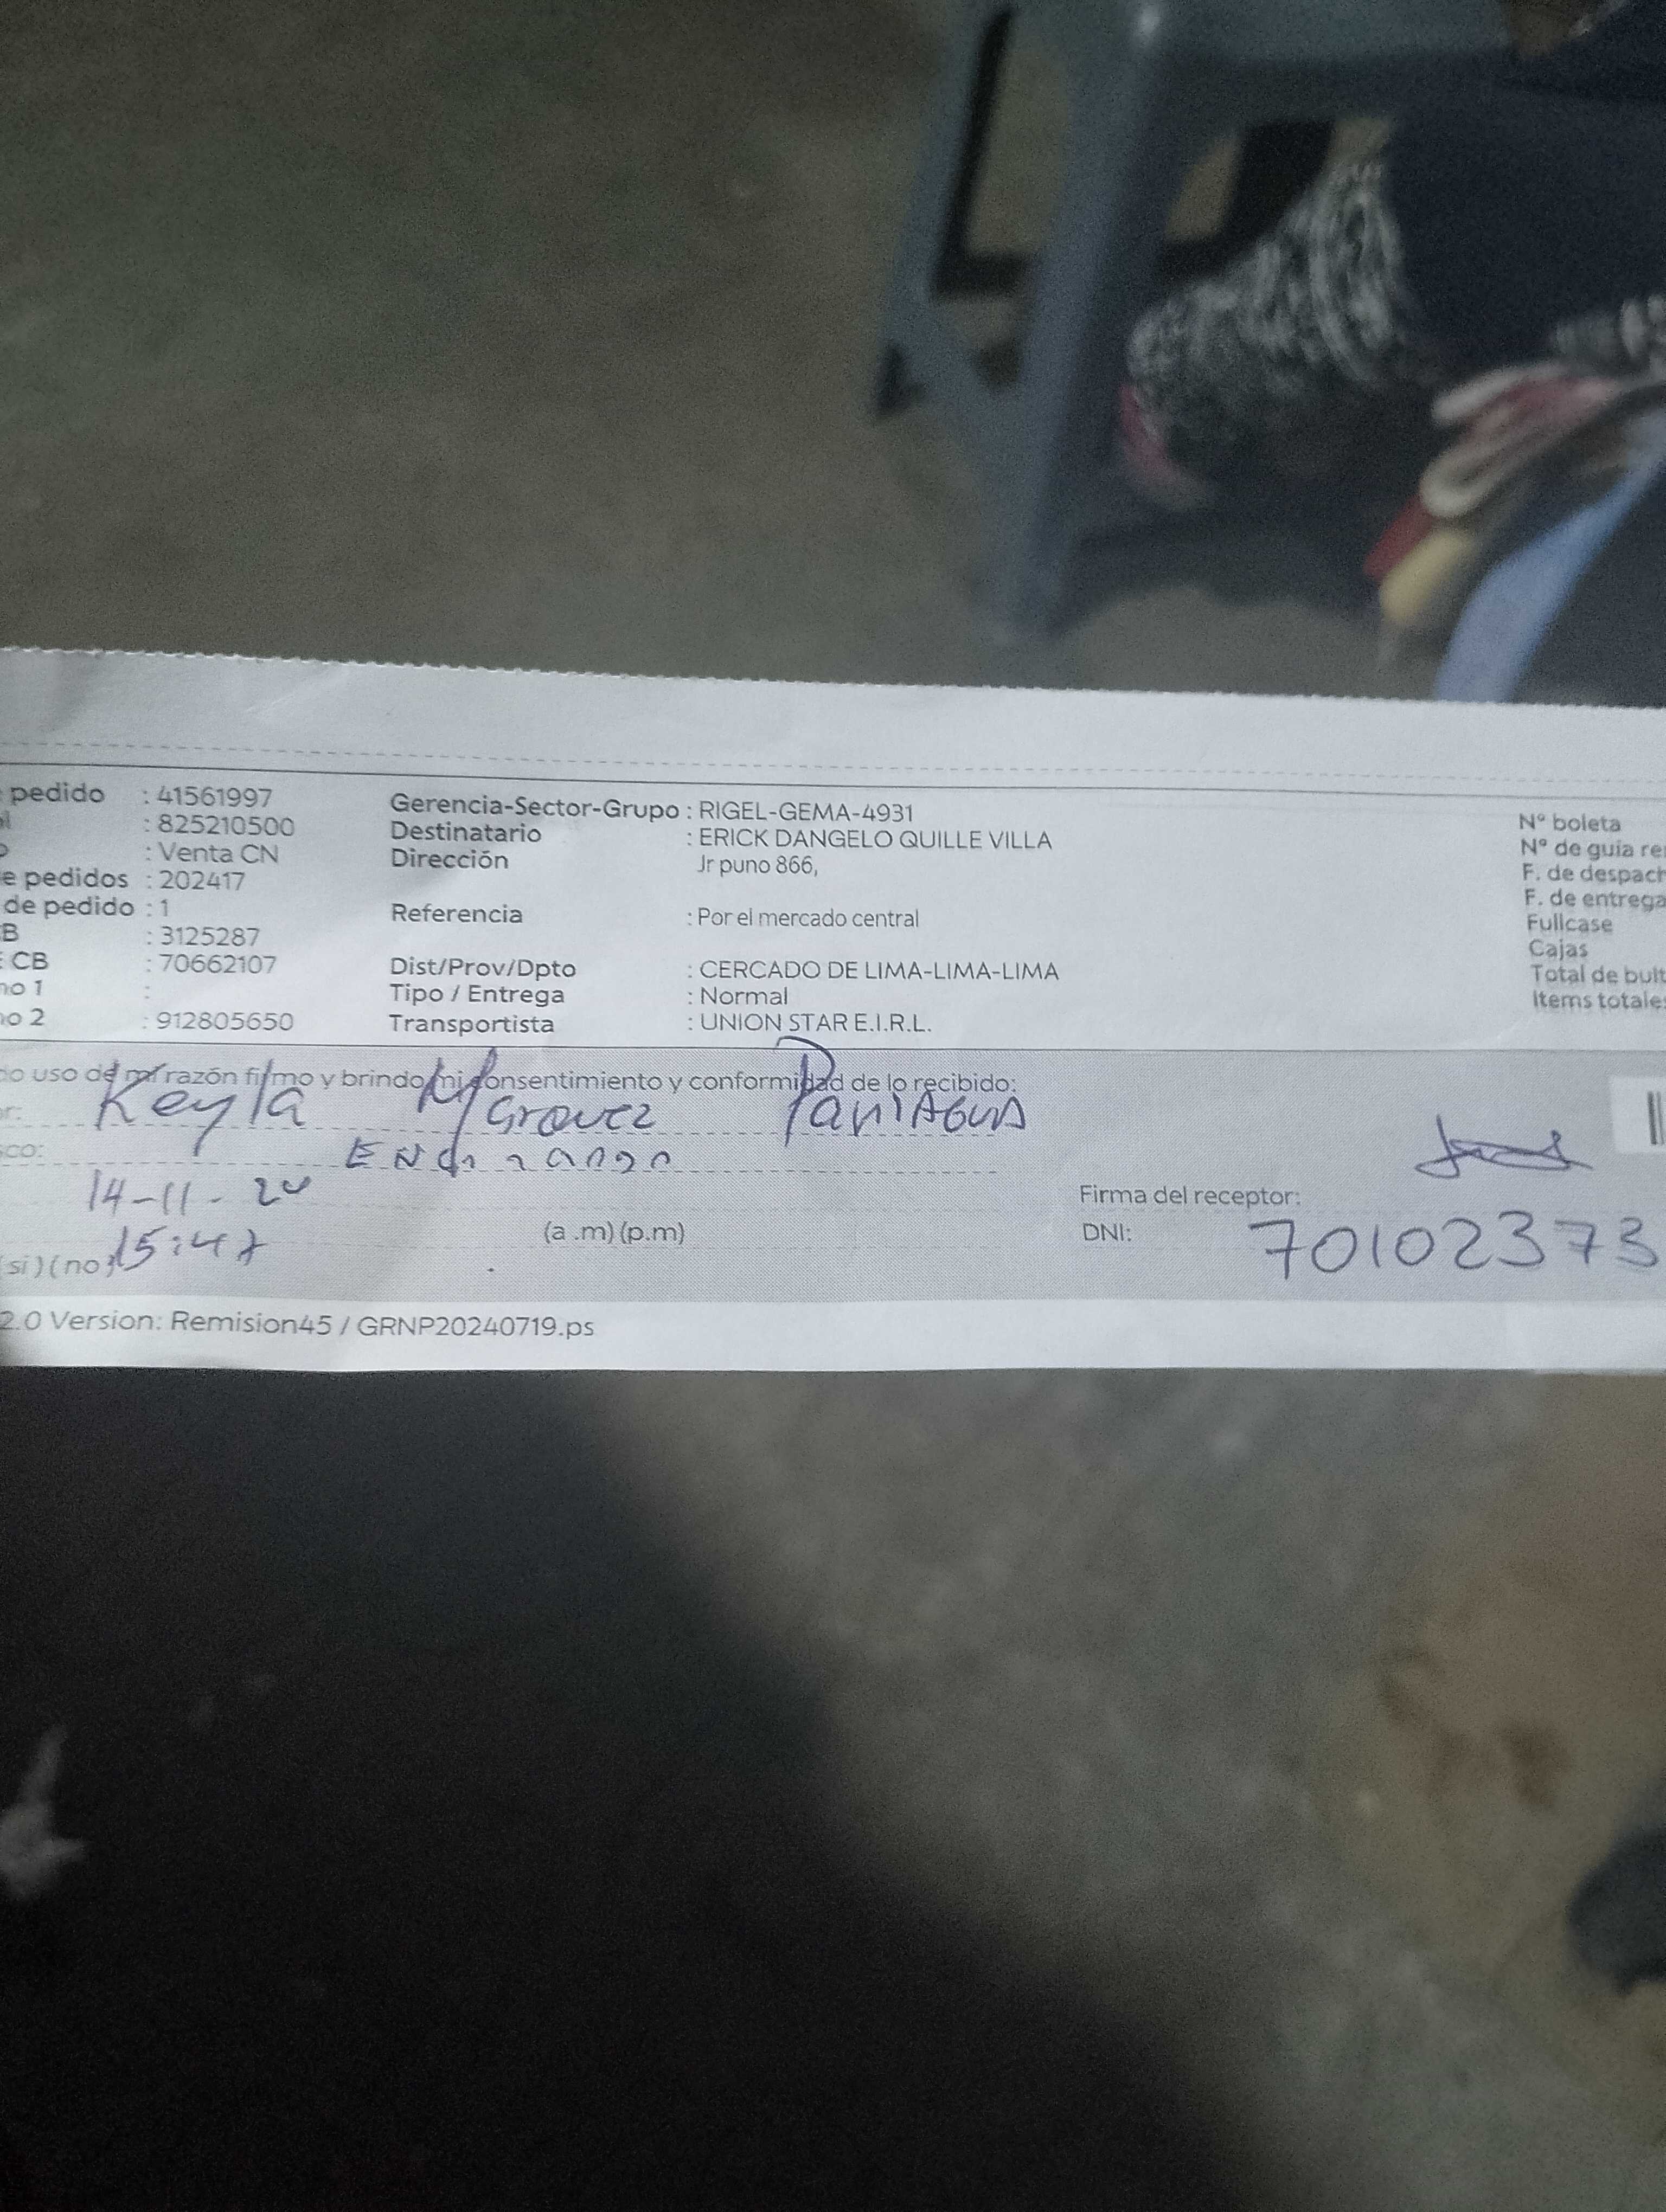 pedido : 41561997
: 825210500
: Venta CN
e pedidos : 202417
de pedido : 1
B : 3125287
CB : 70662107
no 1 :
no 2 : 912805650
Gerencia-Sector-Grupo : RIGEL-GEMA-4931
Destinatario : ERICK DANGELO QUILLE VILLA
Dirección Jr puno 866,
Referencia : Por el mercado central
Dist/Prov/Dpto : CERCADO DE LIMA-LIMA-LIMA
Tipo / Entrega : Normal
Transportista : UNION STAR E.I.R.L.
N° boleta
N° de guia re
F. de despach
F. de entrega
Fullcase
Cajas
Total de bult
Items totale
do uso de mi razón firmo y brindo mi consentimiento y conformidad de lo recibido:
Keyla Paniagua
co:
14-11-24
(si) (no) 15:47 (a.m) (p.m)
Firma del receptor:
DNI: 70102373
2.0 Version: Remision45 / GRNP20240719.ps